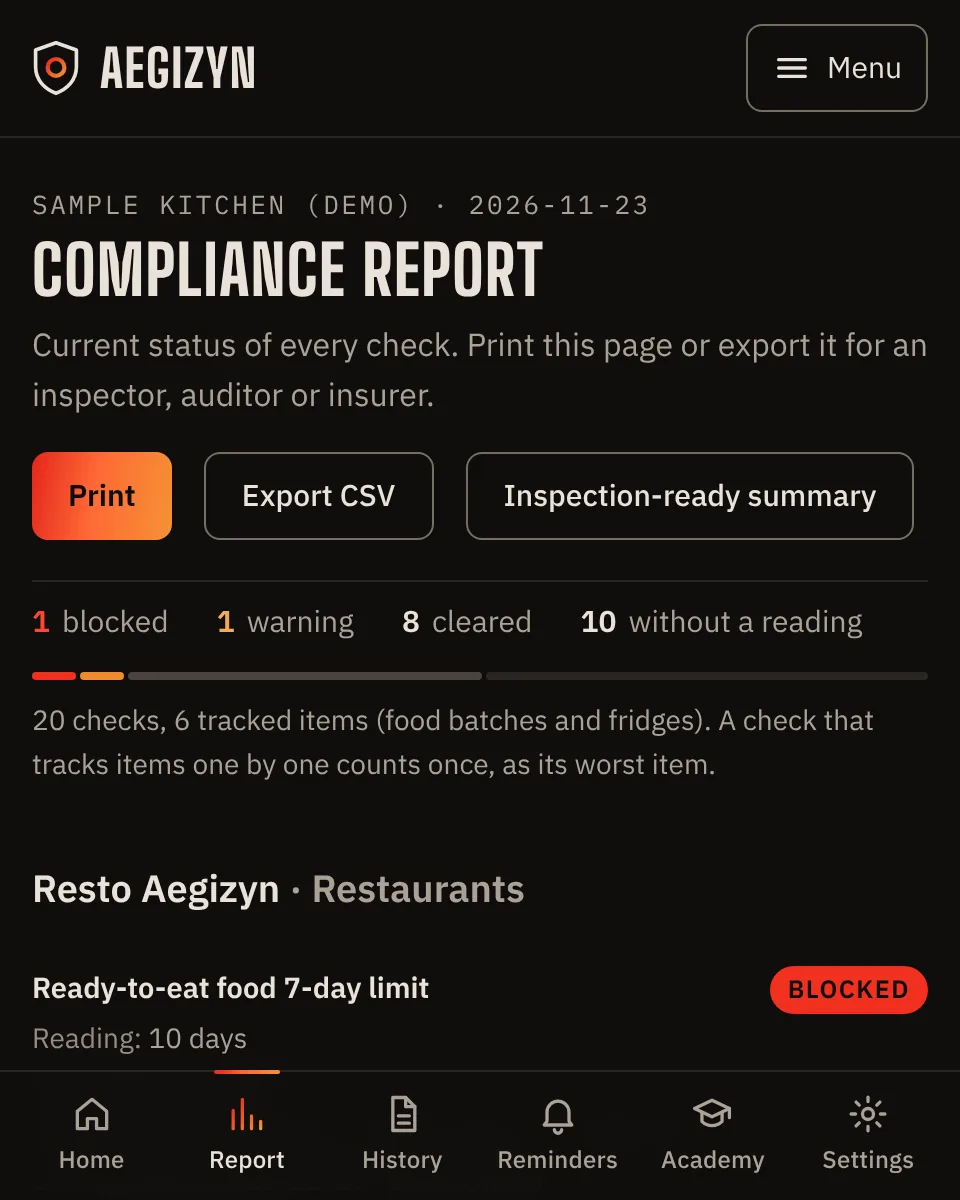 AEGIZYN
Menu
SAMPLE KITCHEN (DEMO) · 2026-11-23
COMPLIANCE REPORT
Current status of every check. Print this page or export it for an
inspector, auditor or insurer.
Print
Export CSV
Inspection-ready summary
1 blocked
1 warning
8 cleared
10 without a reading
20 checks, 6 tracked items (food batches and fridges). A check that
tracks items one by one counts once, as its worst item.
Resto Aegizyn · Restaurants
Ready-to-eat food 7-day limit
BLOCKED
Reading: 10 days
Home
Report
History
Reminders
Academy
Settings